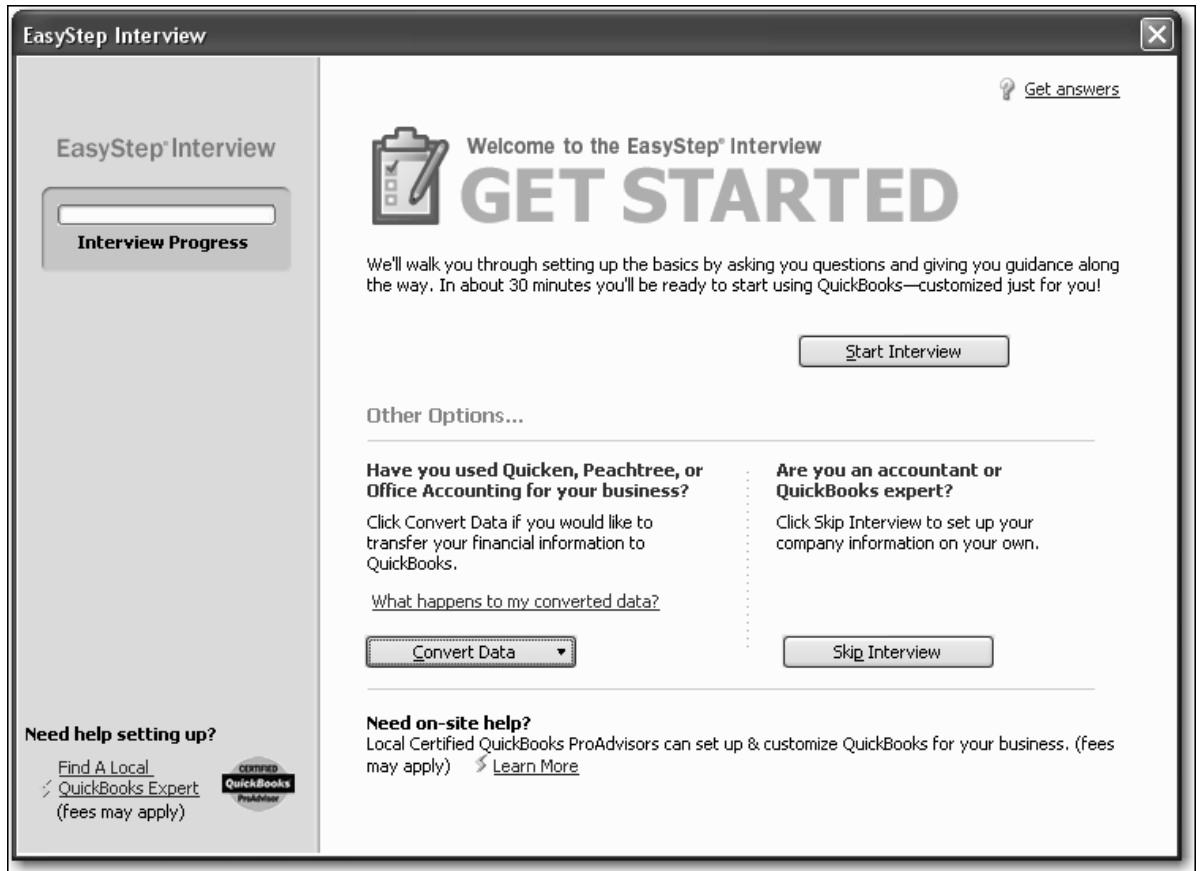 EasyStep Interview
Get answers
EasyStep® Interview
Interview Progress
Welcome to the EasyStep® Interview
GET STARTED
We'll walk you through setting up the basics by asking you questions and giving you guidance along
the way. In about 30 minutes you'll be ready to start using QuickBooks—customized just for you!
Start Interview
Other Options...
Have you used Quicken, Peachtree, or
Office Accounting for your business?
Click Convert Data if you would like to
transfer your financial information to
QuickBooks.
What happens to my converted data?
Convert Data
Are you an accountant or
QuickBooks expert?
Click Skip Interview to set up your
company information on your own.
Skip Interview
Need on-site help?
Local Certified QuickBooks ProAdvisors can set up & customize QuickBooks for your business. (fees
may apply) Learn More
Need help setting up?
Find A Local
QuickBooks Expert
(fees may apply)
CERTIFIED
QuickBooks
ProAdvisor